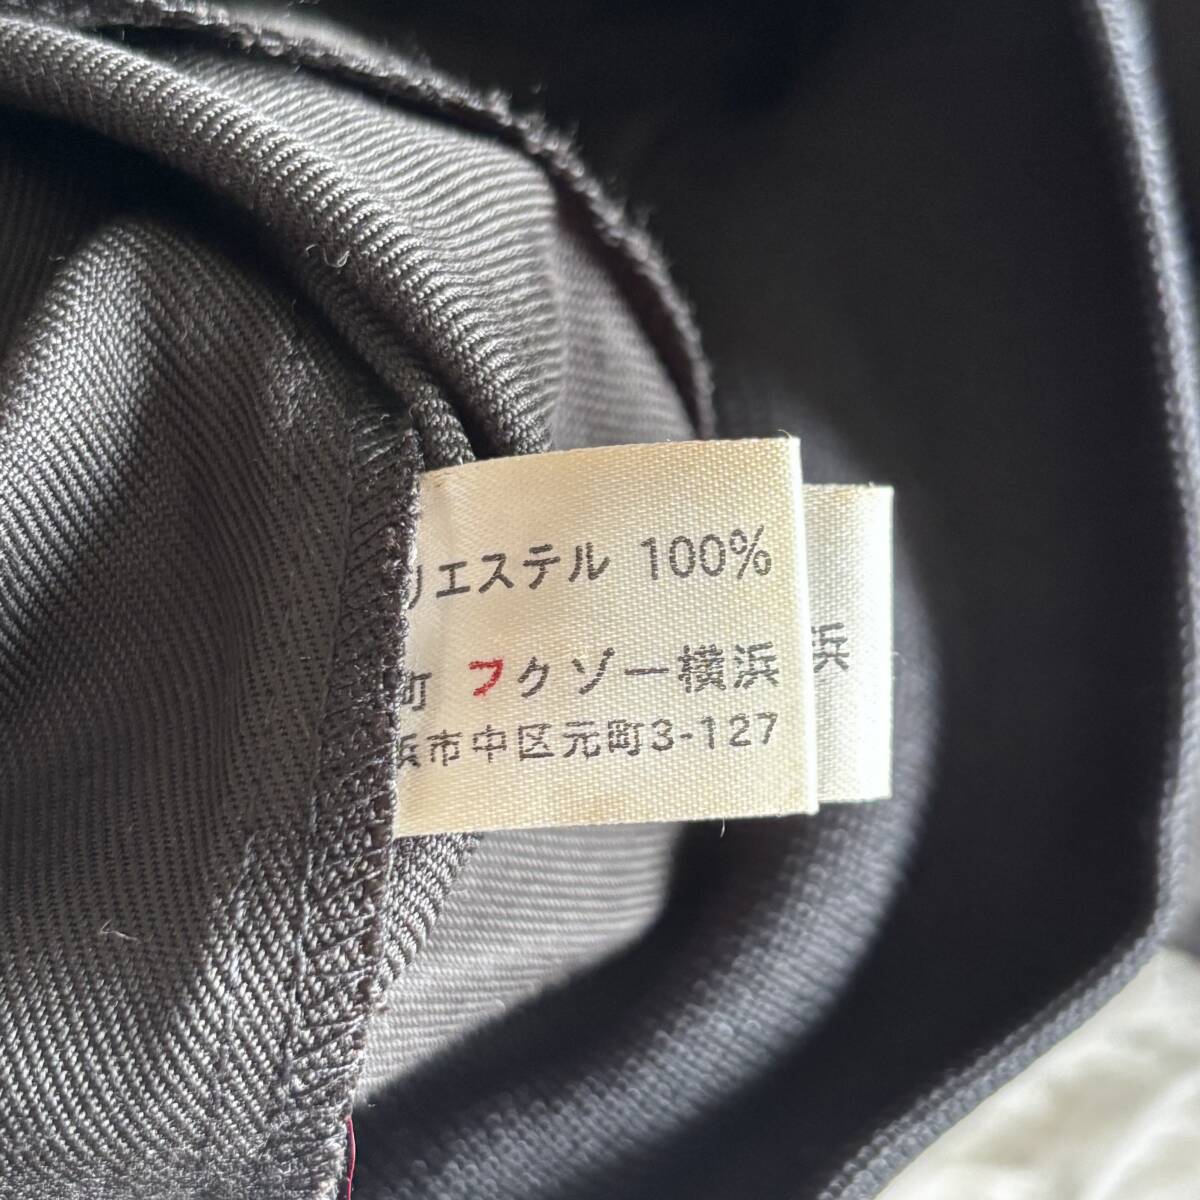 リエステル 100%
町 フクゾー横浜
浜市中区元町3-127
浜